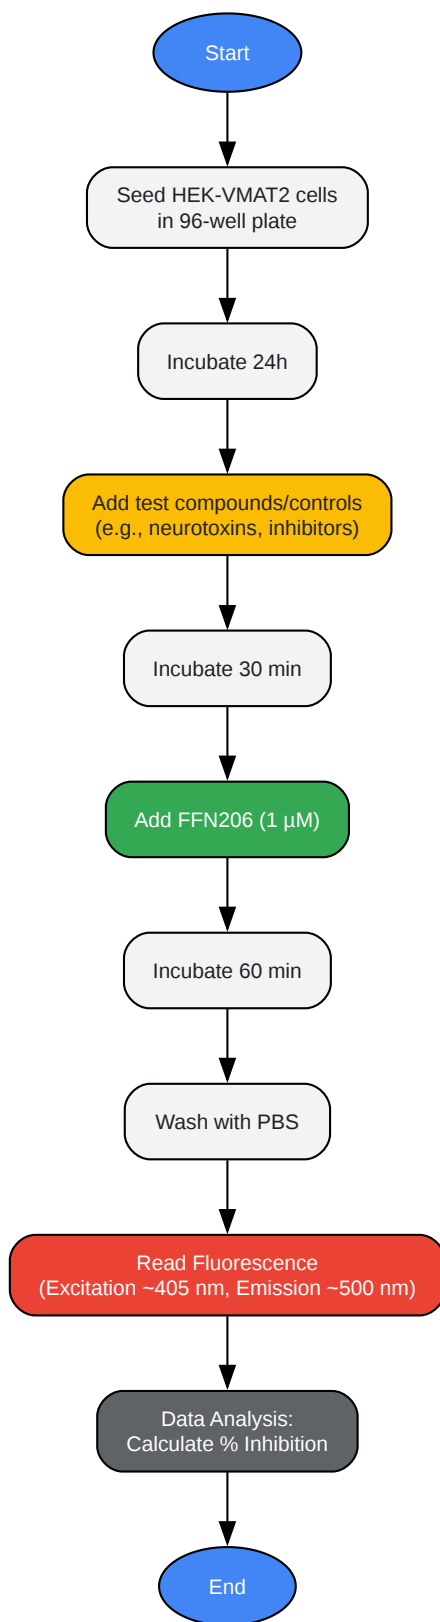 Start
Seed HEK-VMAT2 cells
in 96-well plate
Incubate 24h
Add test compounds/controls
(e.g., neurotoxins, inhibitors)
Incubate 30 min
Add FFN206 (1 µM)
Incubate 60 min
Wash with PBS
Read Fluorescence
(Excitation ~405 nm, Emission ~500 nm)
Data Analysis:
Calculate % Inhibition
End